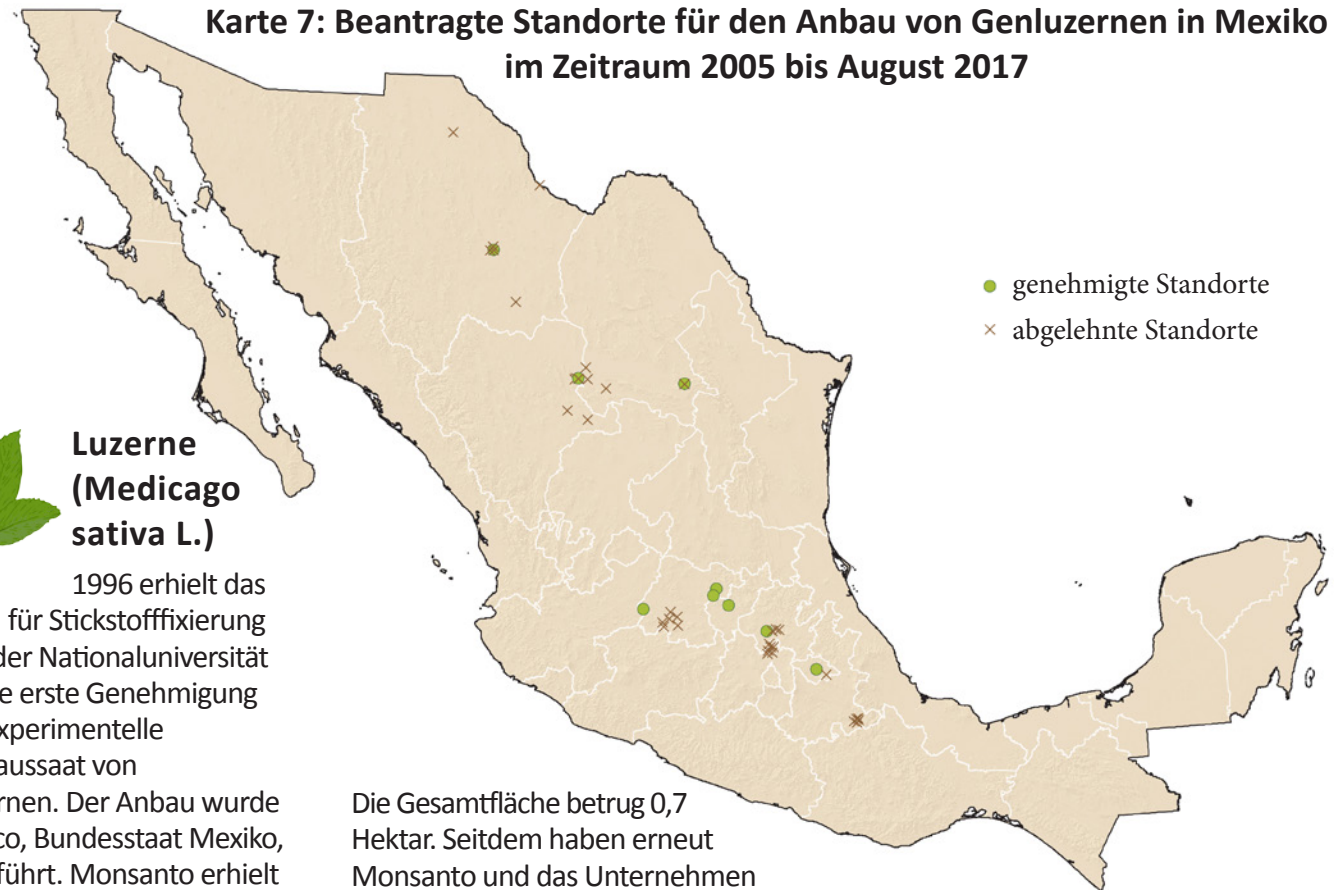 Karte 7: Beantragte Standorte für den Anbau von Genluzernen in Mexiko
im Zeitraum 2005 bis August 2017
genehmigte Standorte
abgelehnte Standorte
Luzerne
(Medicago
sativa L.)
1996 erhielt das
für Stickstofffixierung
der Nationaluniversität
e erste Genehmigung
xperimentelle
aussaat von
rnen. Der Anbau wurde
co, Bundesstaat Mexiko,
führt. Monsanto erhielt
Die Gesamtfläche betrug 0,7
Hektar. Seitdem haben erneut
Monsanto und das Unternehmen